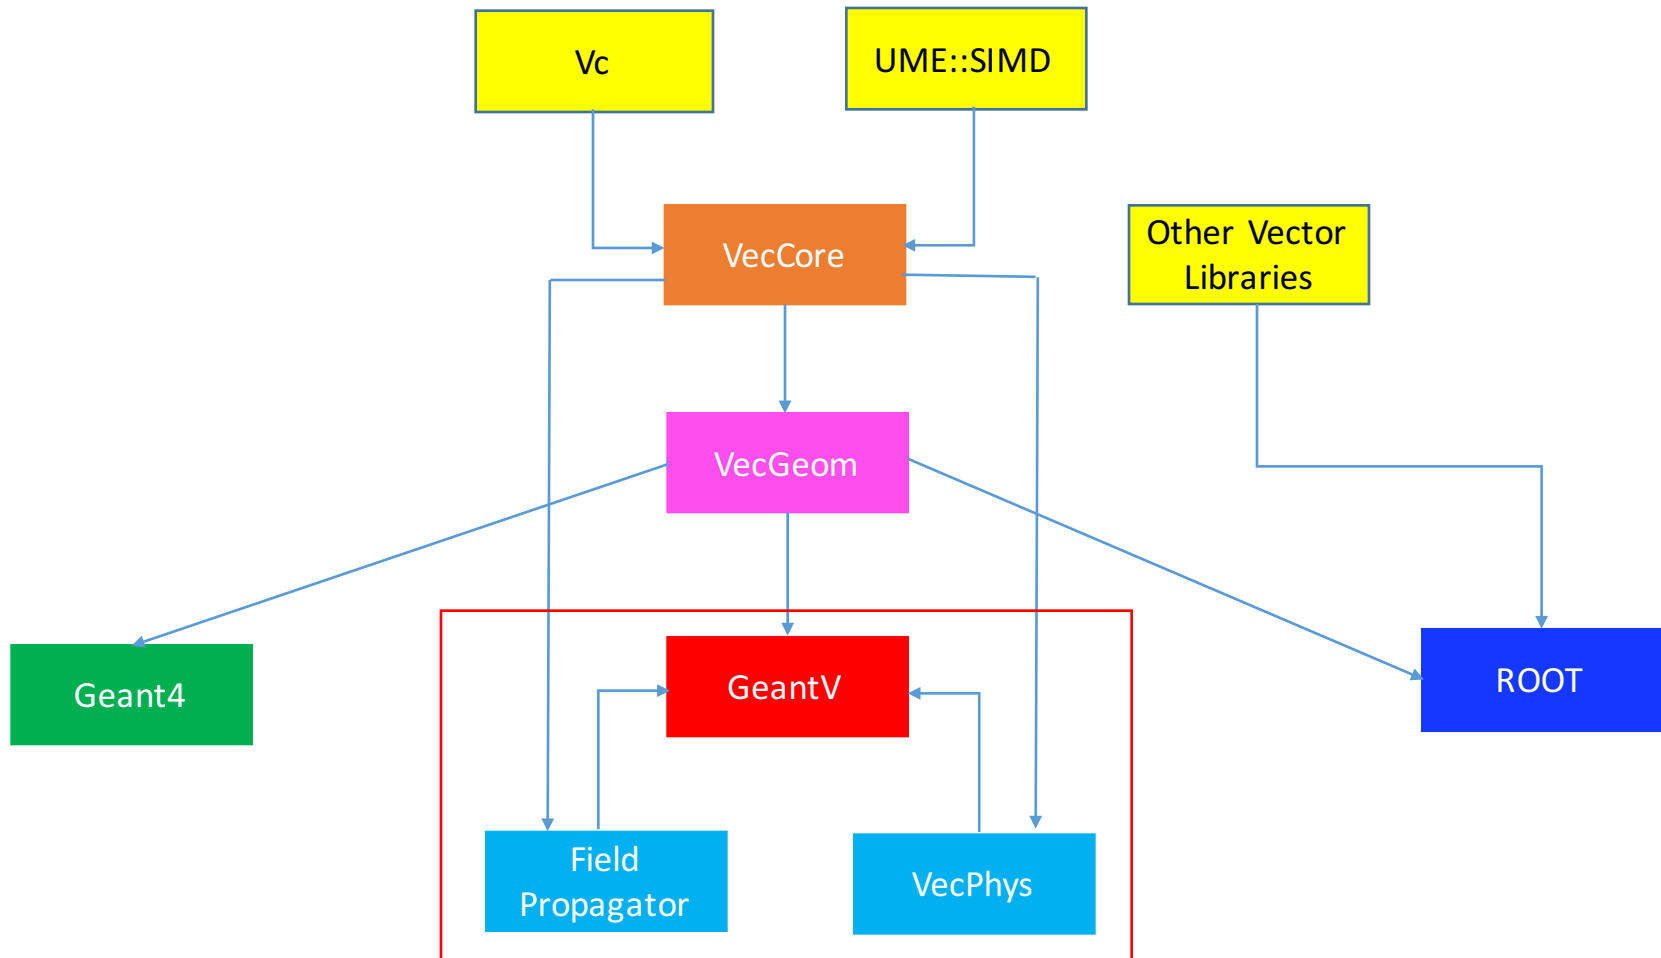 Vc
UME::SIMD
VecCore
Other Vector
Libraries
VecGeom
Geant4
GeantV
ROOT
Field
Propagator
VecPhys